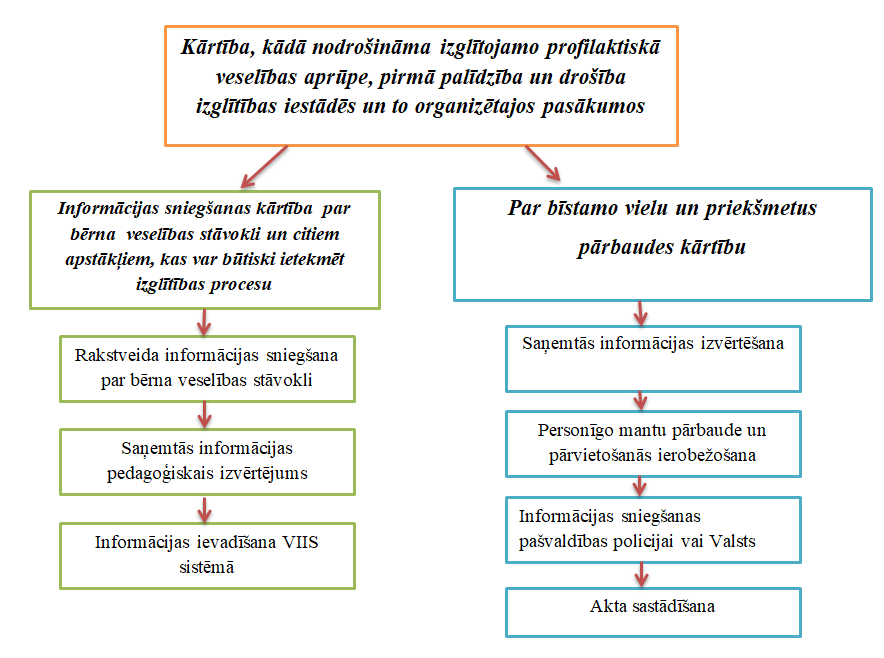 Kārtība, kādā nodrošināma izglītojamo profilaktiskā
veselības aprūpe, pirmā palīdzība un drošība
izglītības iestādēs un to organizētajos pasākumos
Informācijas sniegšanas kārtība par
bērna veselības stāvokli un citiem
apstākļiem, kas var būtiski ietekmēt
izglītības procesu
Rakstveida informācijas sniegšana
par bērna veselības stāvokli
Saņemtās informācijas
pedagoģiskais izvērtējums
Informācijas ievadīšana VIIS
sistēmā
Par bīstamo vielu un priekšmetus
pārbaudes kārtību
Saņemtās informācijas izvērtēšana
Personīgo mantu pārbaude un
pārvietošanās ierobežošana
Informācijas sniegšanas
pašvaldības policijai vai Valsts
Akta sastādīšana